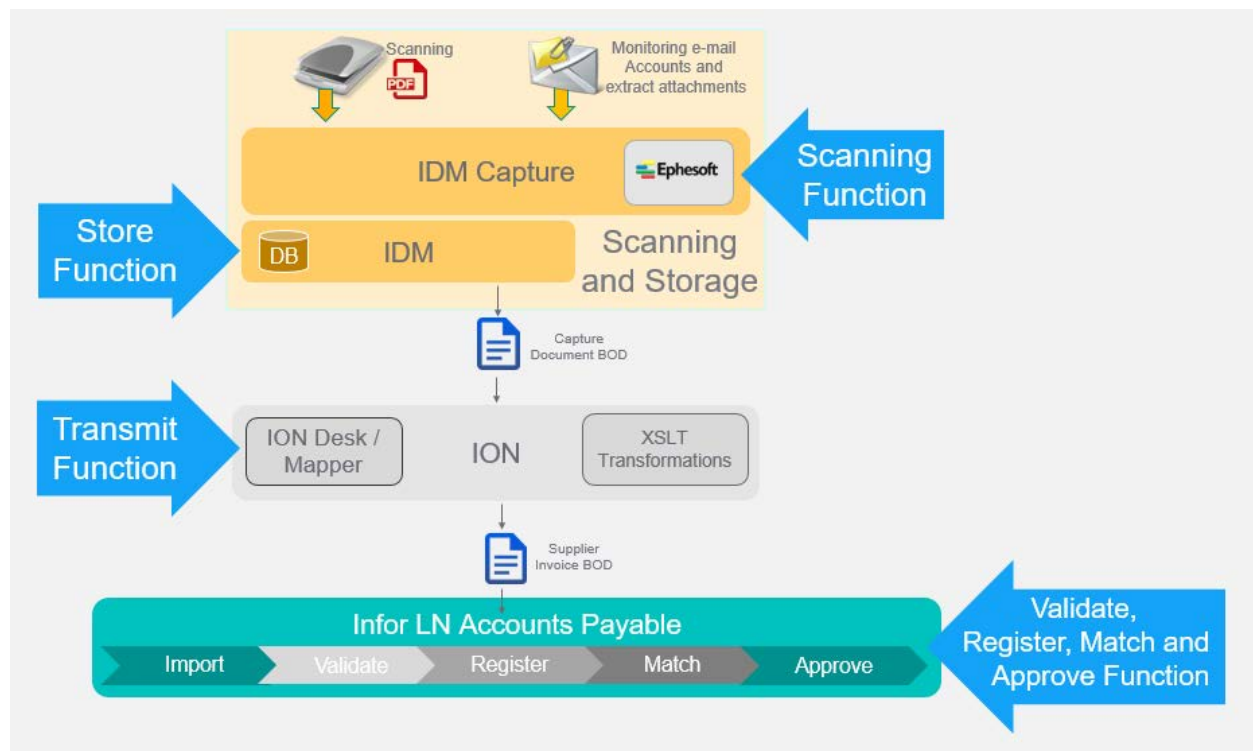 Scanning
PDF
Monitoring e-mail
Accounts and
extract attachments
IDM Capture
Ephesoft
Scanning
Function
Store
Function
DB
IDM
Scanning
and Storage
Capture
Document BOD
Transmit
Function
ION Desk /
Mapper
ION
XSLT
Transformations
Supplier
Invoice BOD
Infor LN Accounts Payable
Import
Validate
Register
Match
Approve
Validate,
Register, Match and
Approve Function